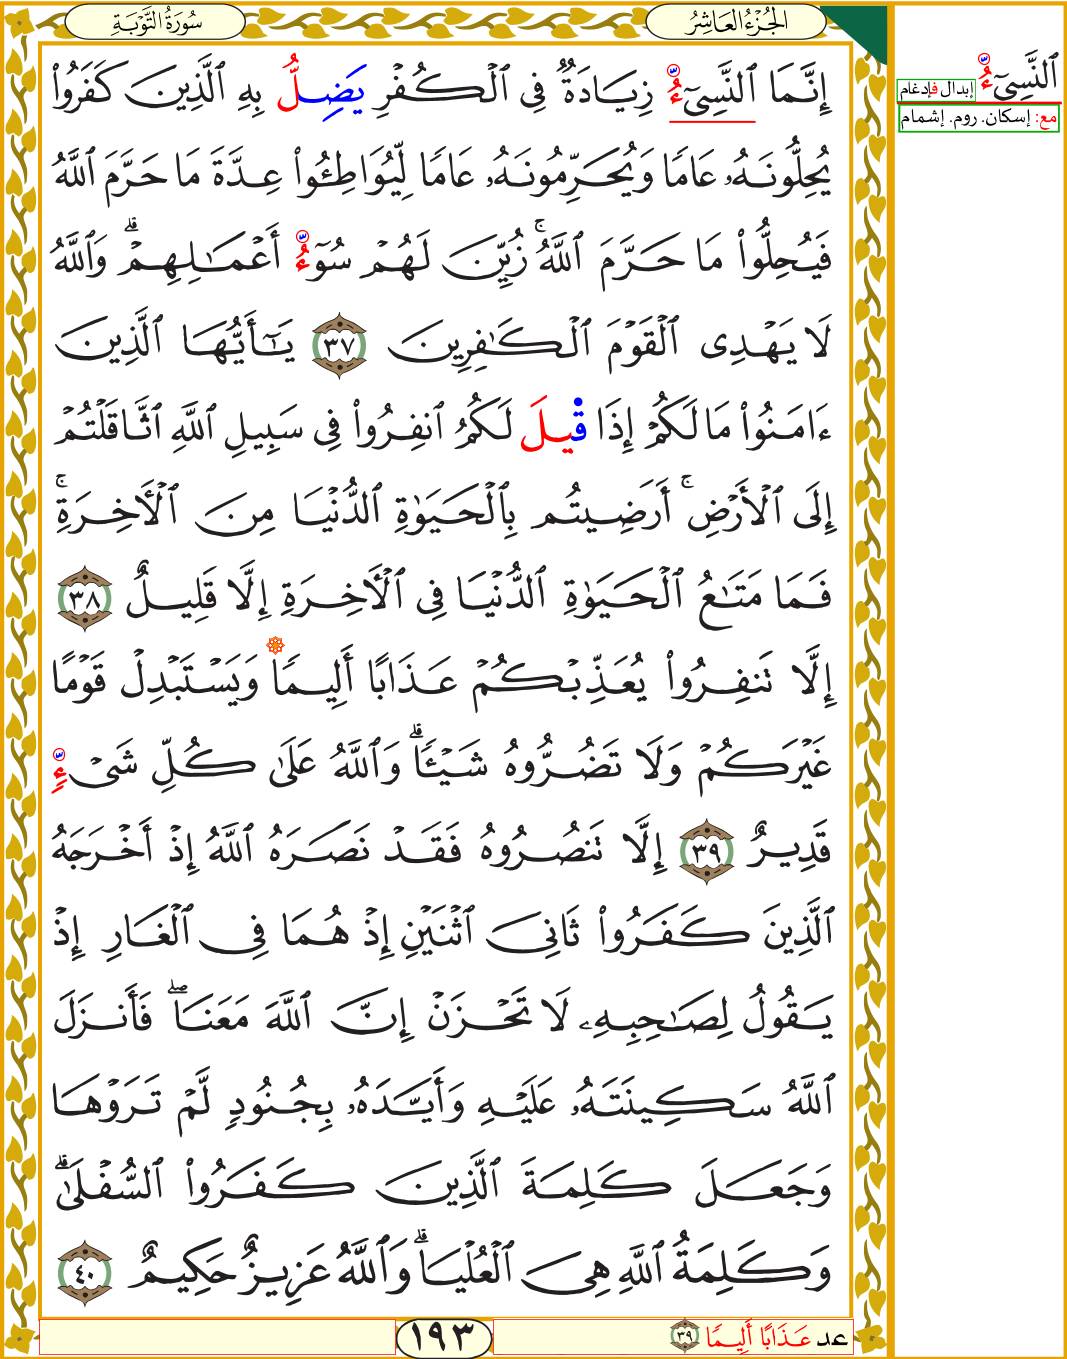 سُورَةُ التَّوْبَةِ
الجُزْءُ العَاشِرُ
إِنَّمَا ٱلنَّسِيٓءُ زِيَادَةٌ فِي ٱلْكُفْرِ يَضِلُّ بِهِ ٱلَّذِينَ كَفَرُواْ
يُحِلُّونَهُۥ عَامًا وَيُحَرِّمُونَهُۥ عَامًا لِّيُوَاطِـُٔواْ عِدَّةَ مَا حَرَّمَ ٱللَّهُ
فَيُحِلُّواْ مَا حَرَّمَ ٱللَّهُۚ زُيِّنَ لَهُمْ سُوٓءُ أَعْمَٰلِهِمْۗ وَٱللَّهُ
لَا يَهْدِى ٱلْقَوْمَ ٱلْكَٰفِرِينَ ٣٧ يَٰٓأَيُّهَا ٱلَّذِينَ
ءَامَنُواْ مَا لَكُمْ إِذَا قِيلَ لَكُمُ ٱنفِرُواْ فِي سَبِيلِ ٱللَّهِ ٱثَّاقَلْتُمْ
إِلَى ٱلْأَرْضِۚ أَرَضِيتُم بِٱلْحَيَوٰةِ ٱلدُّنْيَا مِنَ ٱلْأٓخِرَةِۚ
فَمَا مَتَٰعُ ٱلْحَيَوٰةِ ٱلدُّنْيَا فِي ٱلْأٓخِرَةِ إِلَّا قَلِيلٌ ٣٨
إِلَّا تَنفِرُواْ يُعَذِّبْكُمْ عَذَابًا أَلِيمًا وَيَسْتَبْدِلْ قَوْمًا
غَيْرَكُمْ وَلَا تَضُرُّوهُ شَيْـًٔاۗ وَٱللَّهُ عَلَىٰ كُلِّ شَيْءٍ
قَدِيرٌ ٣٩ إِلَّا تَنصُرُوهُ فَقَدْ نَصَرَهُ ٱللَّهُ إِذْ أَخْرَجَهُ
ٱلَّذِينَ كَفَرُواْ ثَانِيَ ٱثْنَيْنِ إِذْ هُمَا فِي ٱلْغَارِ إِذْ
يَقُولُ لِصَٰحِبِهِۦ لَا تَحْزَنْ إِنَّ ٱللَّهَ مَعَنَاۖ فَأَنزَلَ
ٱللَّهُ سَكِينَتَهُۥ عَلَيْهِ وَأَيَّدَهُۥ بِجُنُودٍ لَّمْ تَرَوْهَا
وَجَعَلَ كَلِمَةَ ٱلَّذِينَ كَفَرُواْ ٱلسُّفْلَىٰۗ
وَكَلِمَةُ ٱللَّهِ هِيَ ٱلْعُلْيَاۗ وَٱللَّهُ عَزِيزٌ حَكِيمٌ ٤٠
عد عَذَابًا أَلِيمًا ٣٩
١٩٣
ٱلنَّسِيٓءُ إبدال فإدغام
مع: إسكان. روم. إشمام